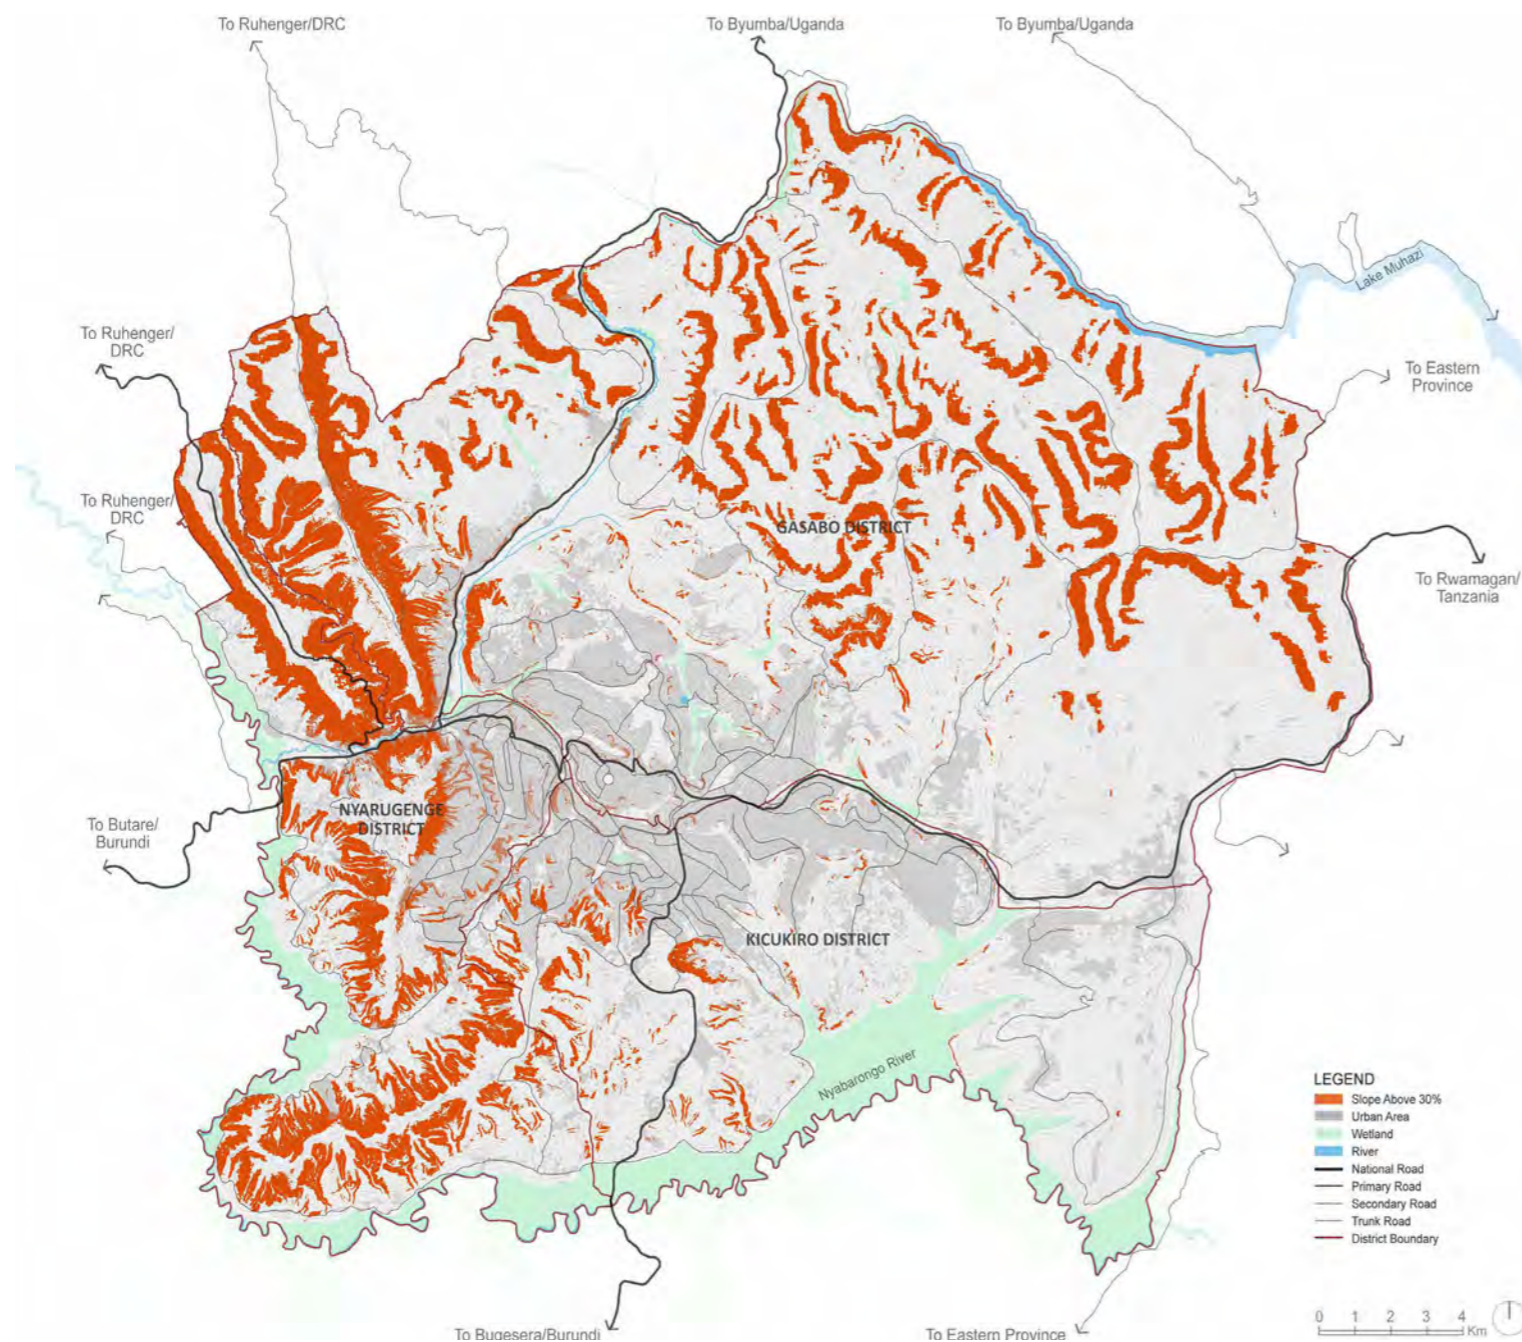 To Ruhenger/DRC
To Byumba/Uganda
To Byumba/Uganda
Lake Muhazi
To Ruhenger/
DRC
To Eastern
Province
To Ruhenger/
DRC
GASABO DISTRICT
To Rwamagan/
Tanzania
NYARUGENGE
DISTRICT
To Butare/
Burundi
KICUKIRO DISTRICT
Nyabarongo River
LEGEND
Slope Above 30%
Urban Area
Wetland
River
National Road
Primary Road
Secondary Road
Trunk Road
District Boundary
0 1 2 3 4
Km
To Bugesera/Burundi
To Eastern Province